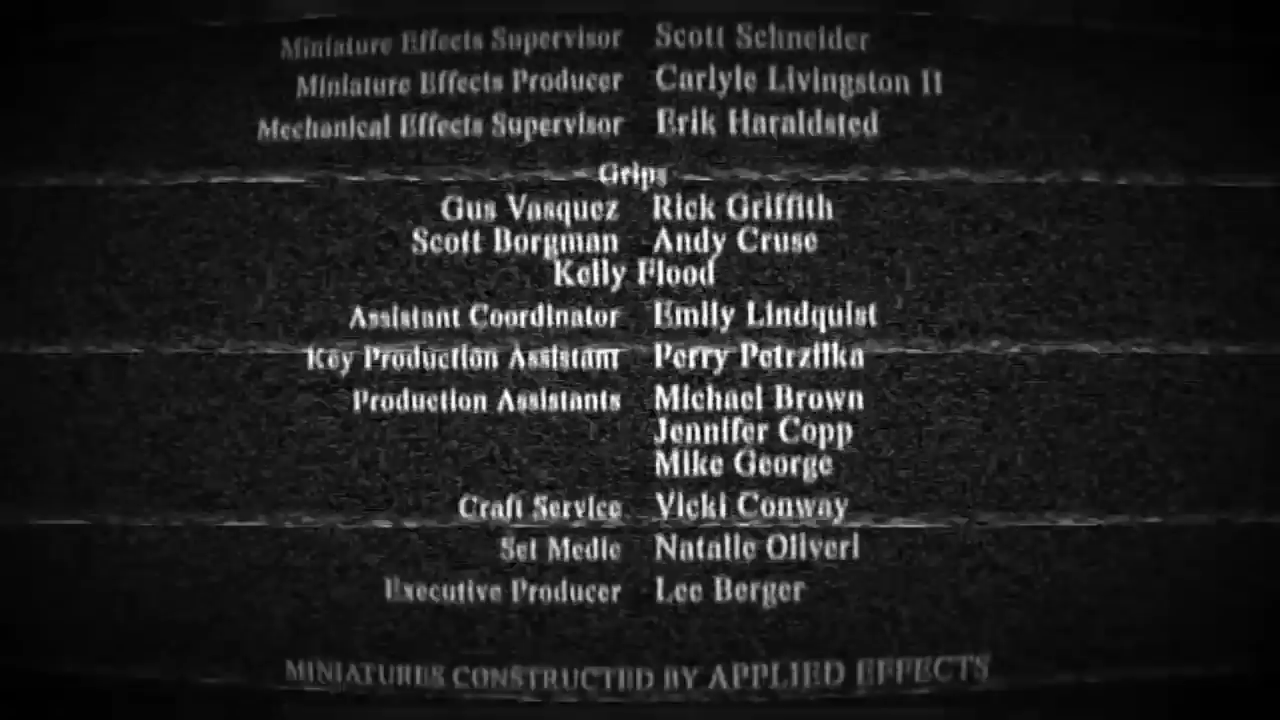 Miniature Effects Supervisor Scott Schneider
Miniature Effects Producer Carlyle Livingston II
Mechanical Effects Supervisor Erik Haraldsted
Grips
Gus Vasquez Rick Griffith
Scott Borgman Andy Cruse
Kelly Flood
Assistant Coordinator Emily Lindquist
Key Production Assistant Perry Petrzilka
Production Assistants Michael Brown
Jennifer Copp
Mike George
Craft Service Vicki Conway
Set Medic Natalie Oliveri
Executive Producer Lee Berger
MINIATURES CONSTRUCTED BY APPLIED EFFECTS